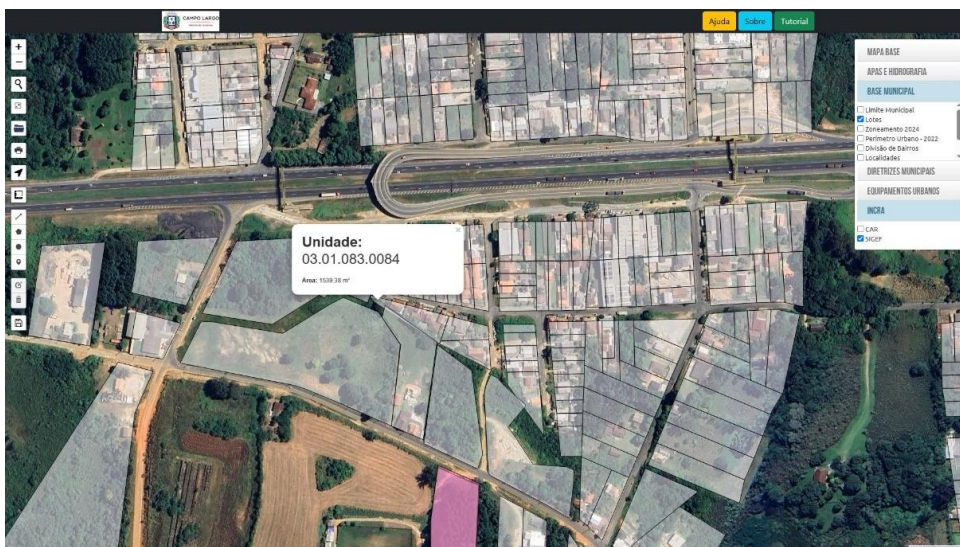 CAMPO LARGO
Ajuda
Sobre
Tutorial
MAPA BASE
APAS E HIDROGRAFIA
BASE MUNICIPAL
Limite Municipal
Lotes
Zoneamento 2024
Perímetro Urbano - 2022
Divisão de Bairros
Localidades
DIRETRIZES MUNICIPAIS
EQUIPAMENTOS URBANOS
INCRA
CAR
SIGEF
Unidade:
03.01.083.0084
Área: 1539.38 m²